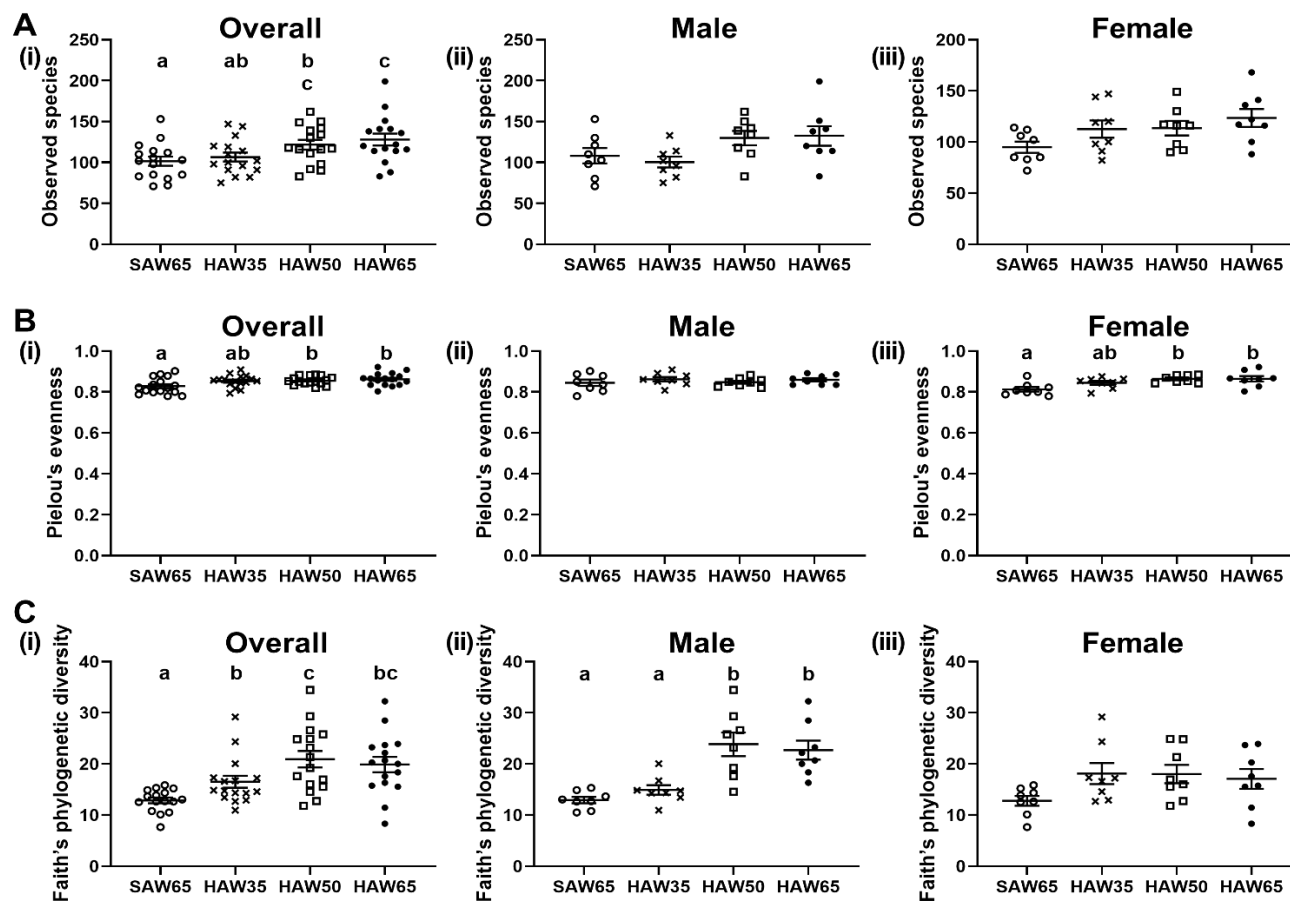 A
(i)
Overall
Observed species
250
200
150
100
50
0
a
ab
b
c
c
SAW65 HAW35 HAW50 HAW65
(ii)
Male
Observed species
250
200
150
100
50
0
SAW65 HAW35 HAW50 HAW65
(iii)
Female
Observed species
200
150
100
50
0
SAW65 HAW35 HAW50 HAW65
B
(i)
Overall
Pielou's evenness
1.0
0.8
0.6
0.4
0.2
0.0
a ab b b
SAW65 HAW35 HAW50 HAW65
(ii)
Male
Pielou's evenness
1.0
0.8
0.6
0.4
0.2
0.0
SAW65 HAW35 HAW50 HAW65
(iii)
Female
Pielou's evenness
1.0
0.8
0.6
0.4
0.2
0.0
a ab b b
SAW65 HAW35 HAW50 HAW65
C
(i)
Overall
Faith's phylogenetic diversity
40
30
20
10
0
a b c bc
SAW65 HAW35 HAW50 HAW65
(ii)
Male
Faith's phylogenetic diversity
40
30
20
10
0
a a b b
SAW65 HAW35 HAW50 HAW65
(iii)
Female
Faith's phylogenetic diversity
40
30
20
10
0
SAW65 HAW35 HAW50 HAW65